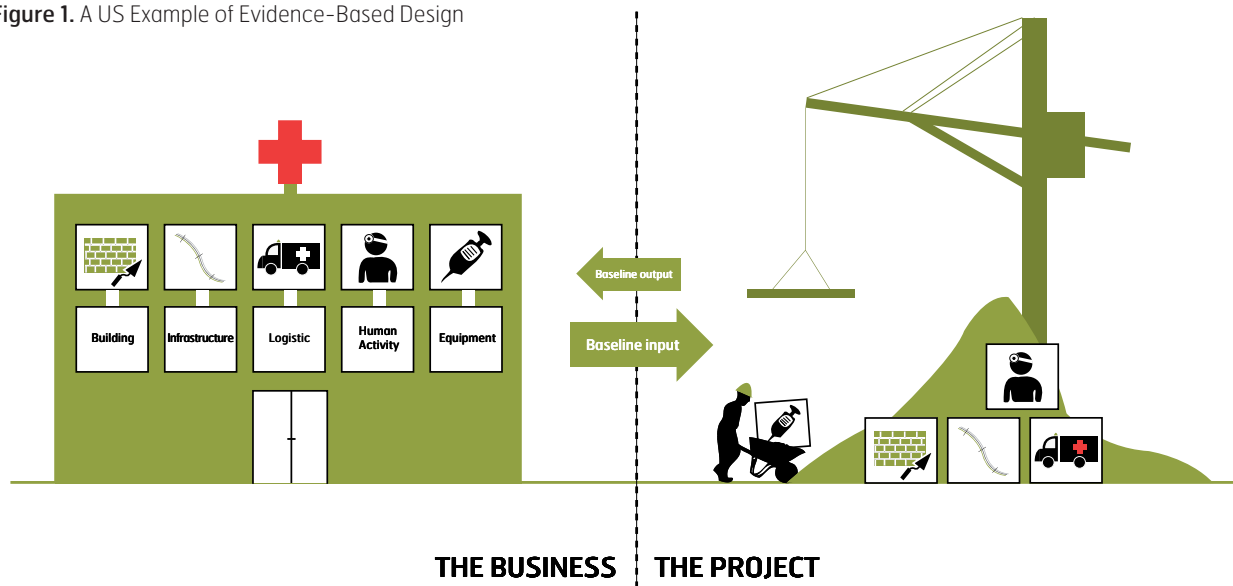 Figure 1. A US Example of Evidence-Based Design
Baseline output
Baseline input
Building
Infrastructure
Logistic
Human
Activity
Equipment
THE BUSINESS
THE PROJECT